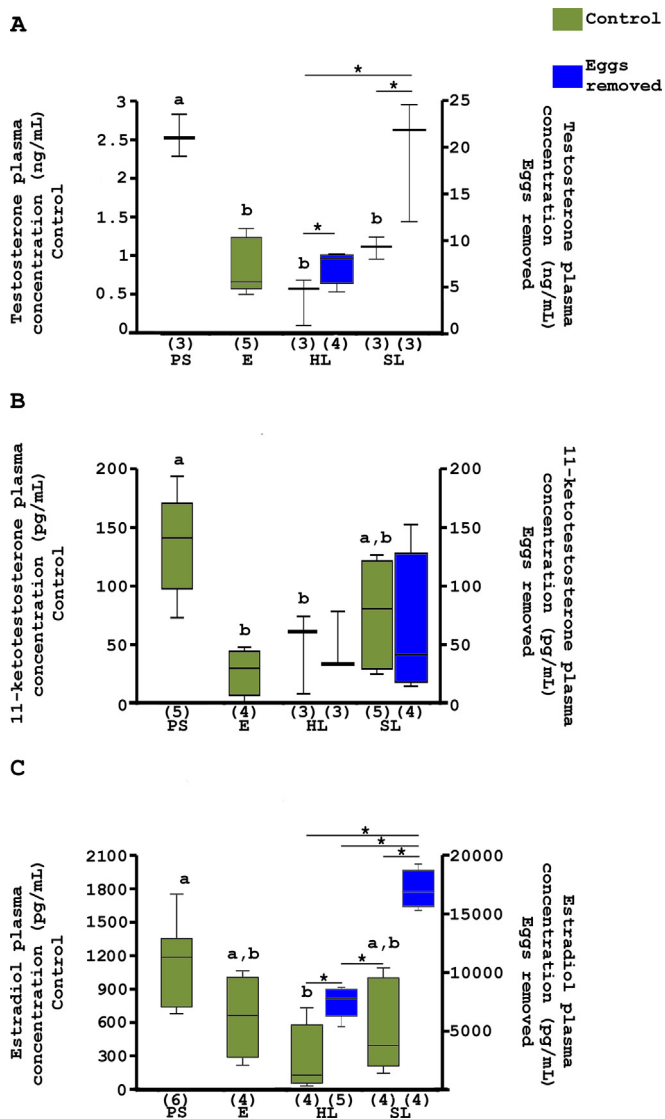 A
Control
Eggs
removed
Testosterone plasma
concentration (ng/mL)
Control
3
2.5
2
1.5
1
0.5
0
a
b
b
*
b
*
*
25
20
15
10
5
0
Testosterone plasma
concentration (ng/mL)
Eggs removed
(3) (5) (3) (4) (3) (3)
PS E HL SL
B
11-ketotestosterone plasma
concentration (pg/mL)
Control
200
150
100
50
0
a
b
b
a,b
200
150
100
50
0
11-ketotestosterone plasma
concentration (pg/mL)
Eggs removed
(5) (4) (3) (3) (5) (4)
PS E HL SL
C
Estradiol plasma
concentration (pg/mL)
Control
2100
1800
1500
1200
900
600
300
0
a
a,b
b
*
*
a,b
*
*
*
20000
15000
10000
5000
Estradiol plasma
concentration (pg/mL)
Eggs removed
(6) (4) (4) (5) (4) (4)
PS E HL SL